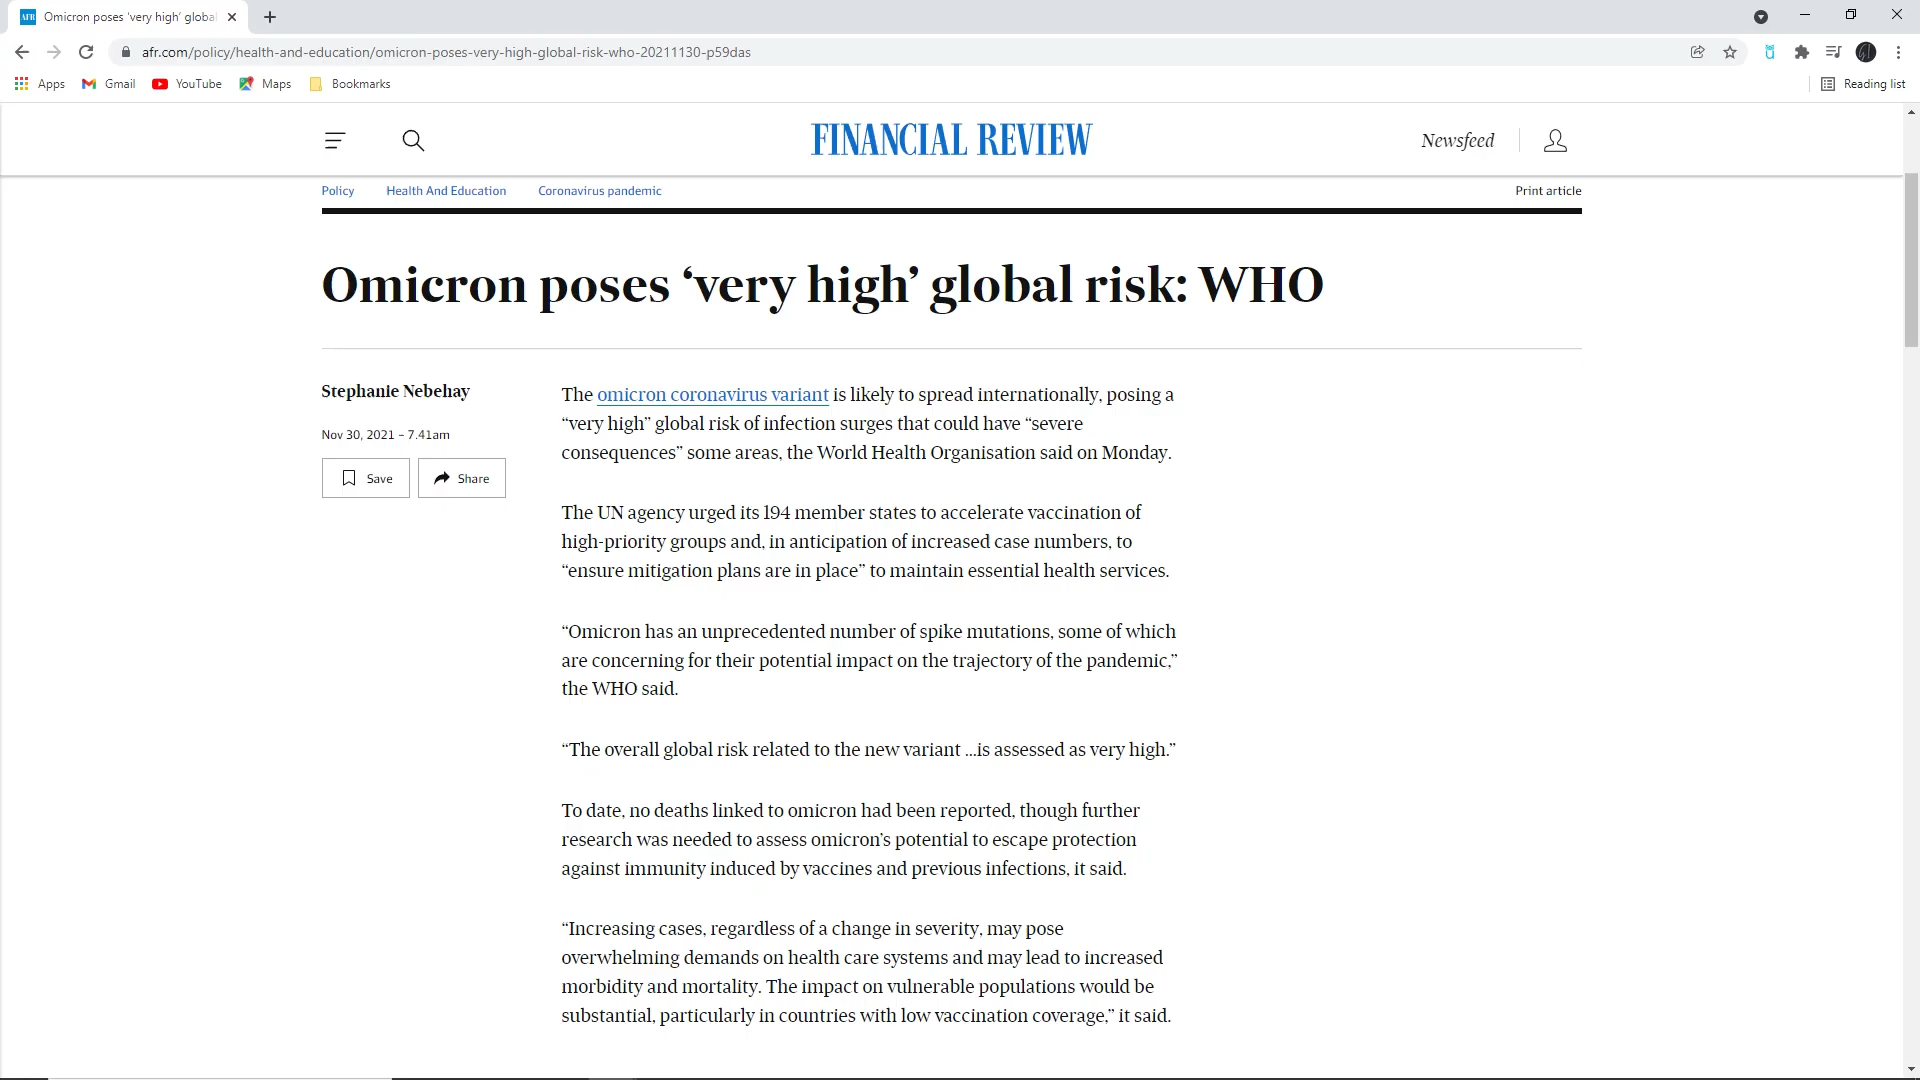 Omicron poses 'very high' globa
afr.com/policy/health-and-education/omicron-poses-very-high-global-risk-who-20211130-p59das
Apps Gmail YouTube Maps Bookmarks Reading list
FINANCIAL REVIEW Newsfeed
Policy Health And Education Coronavirus pandemic Print article
Omicron poses ‘very high’ global risk: WHO
Stephanie Nebehay
Nov 30, 2021 – 7.41am
Save Share
The omicron coronavirus variant is likely to spread internationally, posing a
“very high” global risk of infection surges that could have “severe
consequences” some areas, the World Health Organisation said on Monday.
The UN agency urged its 194 member states to accelerate vaccination of
high-priority groups and, in anticipation of increased case numbers, to
“ensure mitigation plans are in place” to maintain essential health services.
“Omicron has an unprecedented number of spike mutations, some of which
are concerning for their potential impact on the trajectory of the pandemic,”
the WHO said.
“The overall global risk related to the new variant ...is assessed as very high.”
To date, no deaths linked to omicron had been reported, though further
research was needed to assess omicron’s potential to escape protection
against immunity induced by vaccines and previous infections, it said.
“Increasing cases, regardless of a change in severity, may pose
overwhelming demands on health care systems and may lead to increased
morbidity and mortality. The impact on vulnerable populations would be
substantial, particularly in countries with low vaccination coverage,” it said.